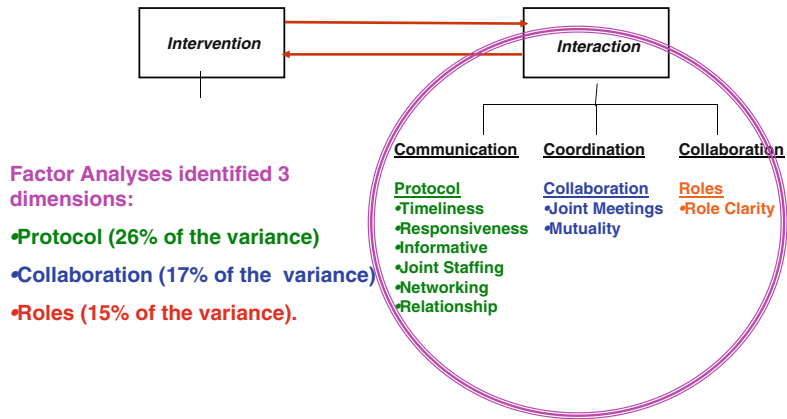 Intervention
Interaction
Communication
Coordination
Collaboration
Factor Analyses identified 3
dimensions:
•Protocol (26% of the variance)
•Collaboration (17% of the variance)
•Roles (15% of the variance).
Protocol
•Timeliness
•Responsiveness
•Informative
•Joint Staffing
•Networking
•Relationship
Collaboration
•Joint Meetings
•Mutuality
Roles
•Role Clarity